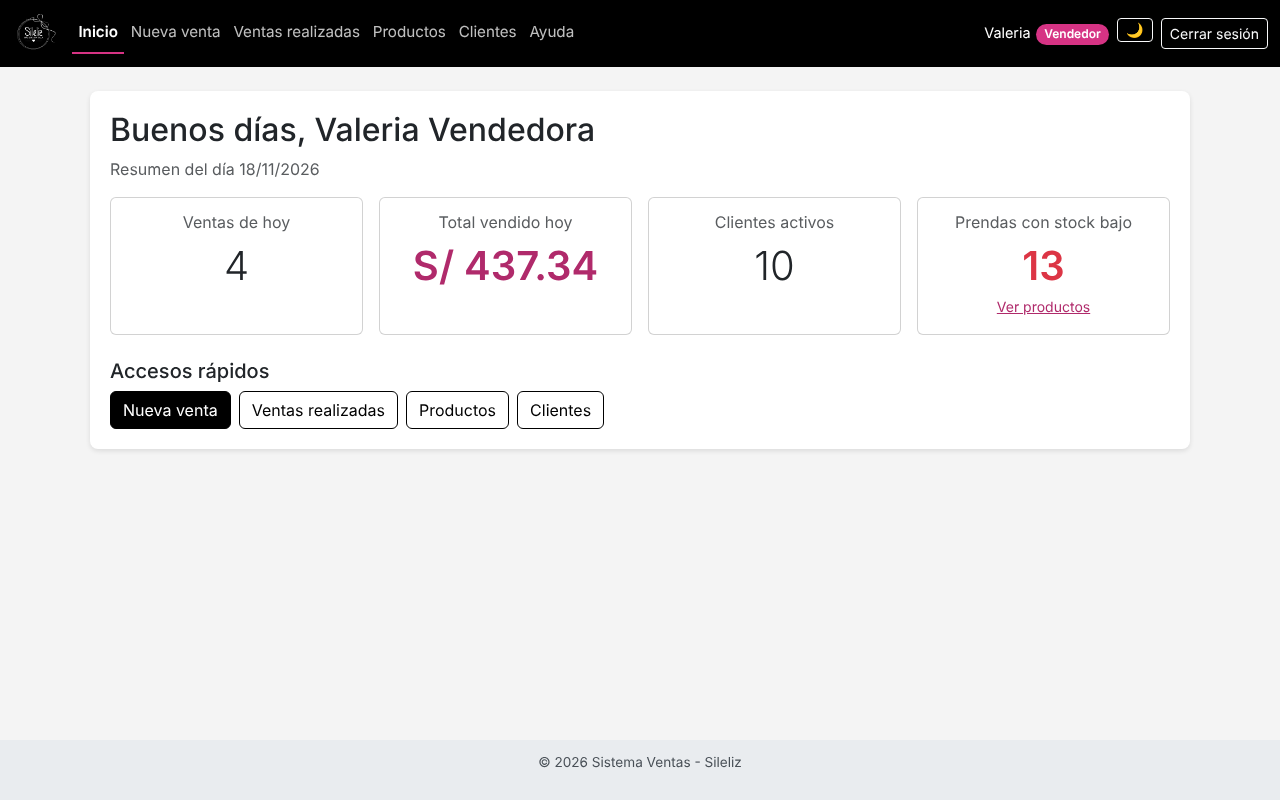 Sileliz
Inicio Nueva venta Ventas realizadas Productos Clientes Ayuda
Valeria Vendedor Cerrar sesión
Buenos días, Valeria Vendedora
Resumen del día 18/11/2026
Ventas de hoy
4
Total vendido hoy
S/ 437.34
Clientes activos
10
Prendas con stock bajo
13
Ver productos
Accesos rápidos
Nueva venta Ventas realizadas Productos Clientes
© 2026 Sistema Ventas - Sileliz